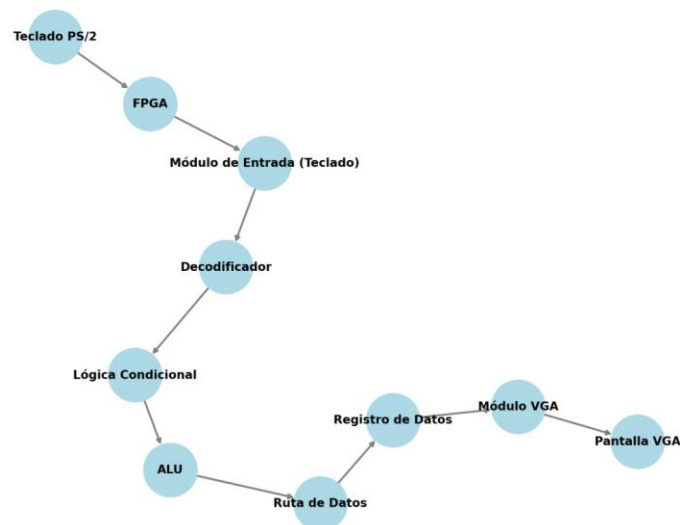 Teclado PS/2
FPGA
Módulo de Entrada (Teclado)
Decodificador
Lógica Condicional
ALU
Ruta de Datos
Registro de Datos
Módulo VGA
Pantalla VGA